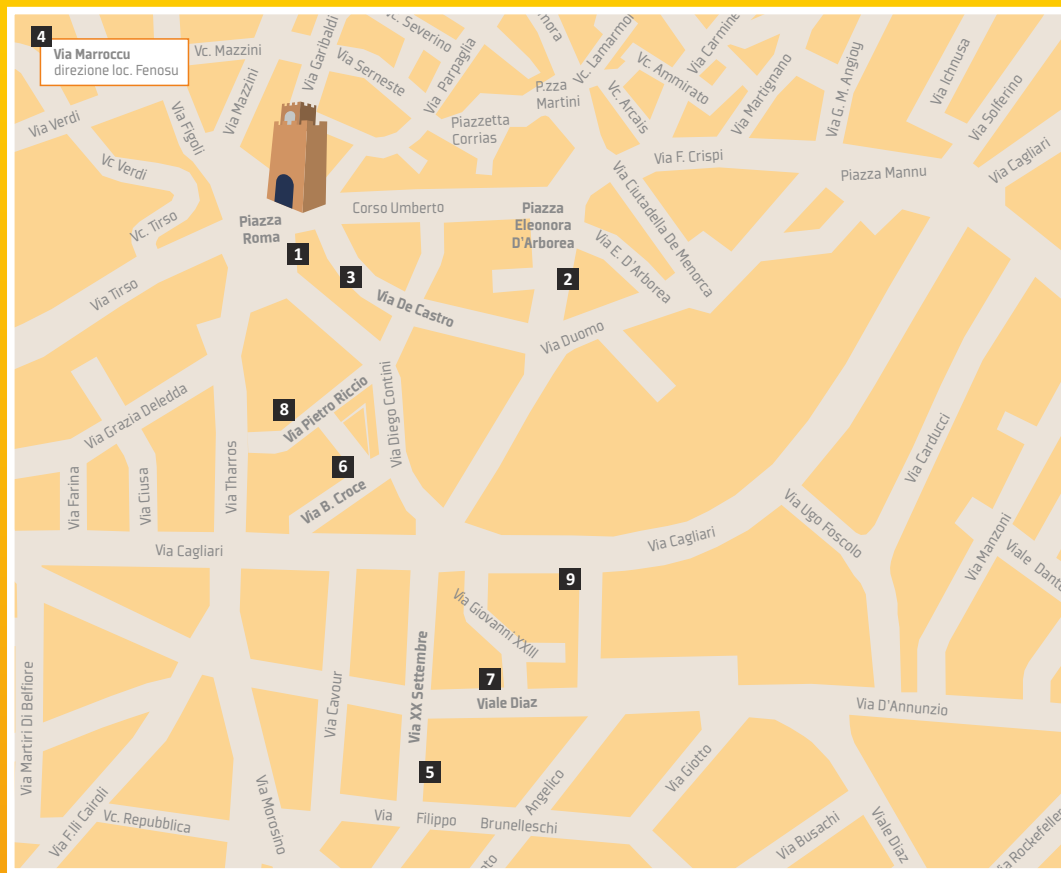 4
Via Marroccu
direzione loc. Fenosu
Vc. Mazzini
Via Garibaldi
Vc. Severino
Via Serneste
Via Parpaglia
Vc. Lamarmora
Via Carmine
P.zza
Martini
Vc. Ammirato
Vc. Arcais
Via Martignano
Via G. M. Angioy
Via Ichnusa
Via Solferino
Via Verdi
Via Figoli
Via Mazzini
Piazzetta
Corrias
Via F. Crispi
Piazza Mannu
Via Cagliari
Vc Verdi
Vc. Tirso
Piazza
Roma
Corso Umberto
Piazza
Eleonora
D'Arborea
Via Ciutadella De Menorca
Via E. D'Arborea
1
3
2
Via Tirso
Via De Castro
Via Duomo
Via Grazia Deledda
8
Via Pietro Riccio
Via Diego Contini
6
Via B. Croce
Via Farina
Via Ciusa
Via Tharros
Via Carducci
Via Cagliari
Via Cagliari
Via Ugo Foscolo
Via Manzoni
Viale Dante
9
Via Giovanni XXIII
7
Viale Diaz
Via XX Settembre
Via Cavour
Via Martiri Di Belfiore
Via D'Annunzio
5
Via Giotto
Angelico
Via F.lli Cairoli
Vc. Repubblica
Via Morosino
Via Filippo Brunelleschi
Via Busachi
Viale Diaz